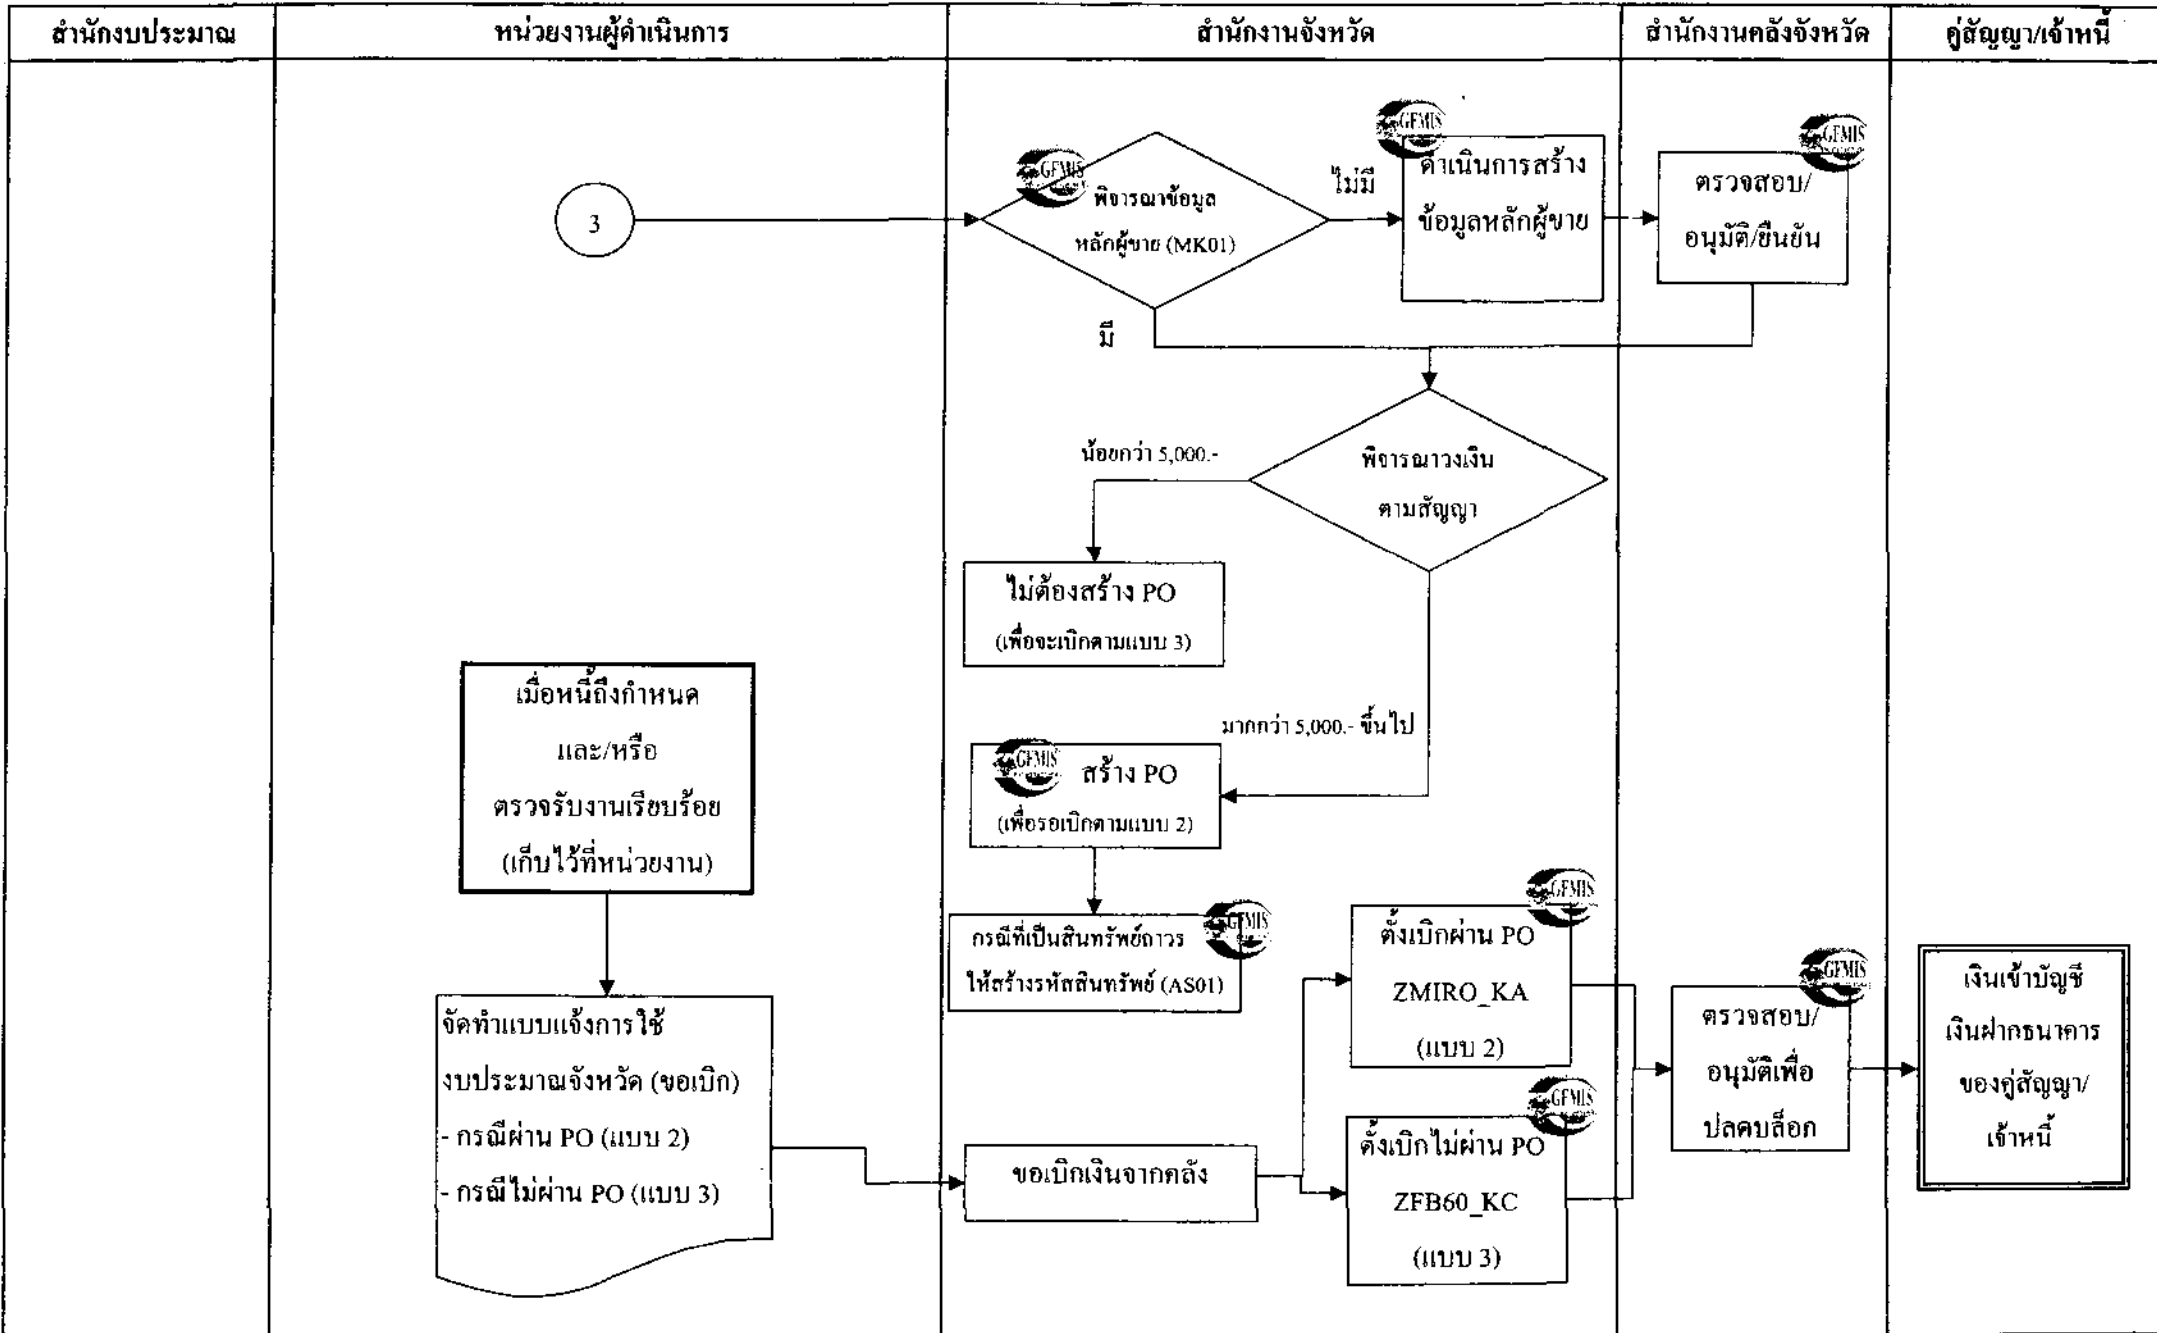 สำนักงบประมาณ
หน่วยงานผู้ดำเนินการ
สำนักงานจังหวัด
สำนักงานคลังจังหวัด
คู่สัญญา/เจ้าหนี้
3
GFMIS
พิจารณาข้อมูล
หลักผู้ขาย (MK01)
ไม่มี
มี
GFMIS
ดำเนินการสร้าง
ข้อมูลหลักผู้ขาย
GFMIS
ตรวจสอบ/
อนุมัติ/ยืนยัน
พิจารณาวงเงิน
ตามสัญญา
น้อยกว่า 5,000.-
ไม่ต้องสร้าง PO
(เพื่อจะเบิกตามแบบ 3)
มากกว่า 5,000.- ขึ้นไป
GFMIS
สร้าง PO
(เพื่อรอเบิกตามแบบ 2)
GFMIS
กรณีที่เป็นสินทรัพย์ถาวร
ให้สร้างรหัสสินทรัพย์ (AS01)
เมื่อหนี้ถึงกำหนด
และ/หรือ
ตรวจรับงานเรียบร้อย
(เก็บไว้ที่หน่วยงาน)
จัดทำแบบแจ้งการใช้
งบประมาณจังหวัด (ขอเบิก)
- กรณีผ่าน PO (แบบ 2)
- กรณีไม่ผ่าน PO (แบบ 3)
ขอเบิกเงินจากคลัง
GFMIS
ตั้งเบิกผ่าน PO
ZMIRO_KA
(แบบ 2)
GFMIS
ตั้งเบิกไม่ผ่าน PO
ZFB60_KC
(แบบ 3)
GFMIS
ตรวจสอบ/
อนุมัติเพื่อ
ปลดบล็อก
เงินเข้าบัญชี
เงินฝากธนาคาร
ของคู่สัญญา/
เจ้าหนี้